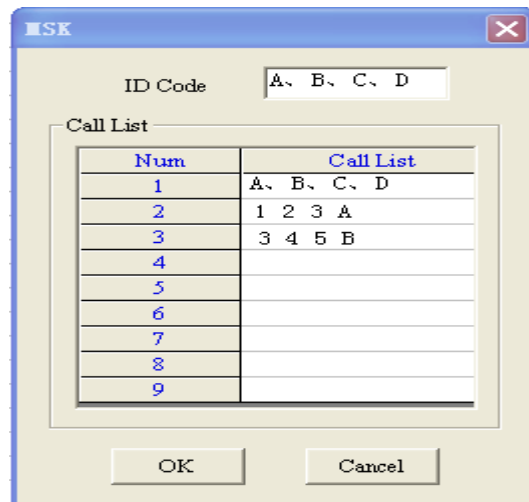 MSK
ID Code A、B、C、D
Call List
Num Call List
1 A、B、C、D
2 1 2 3 A
3 3 4 5 B
4
5
6
7
8
9
OK Cancel